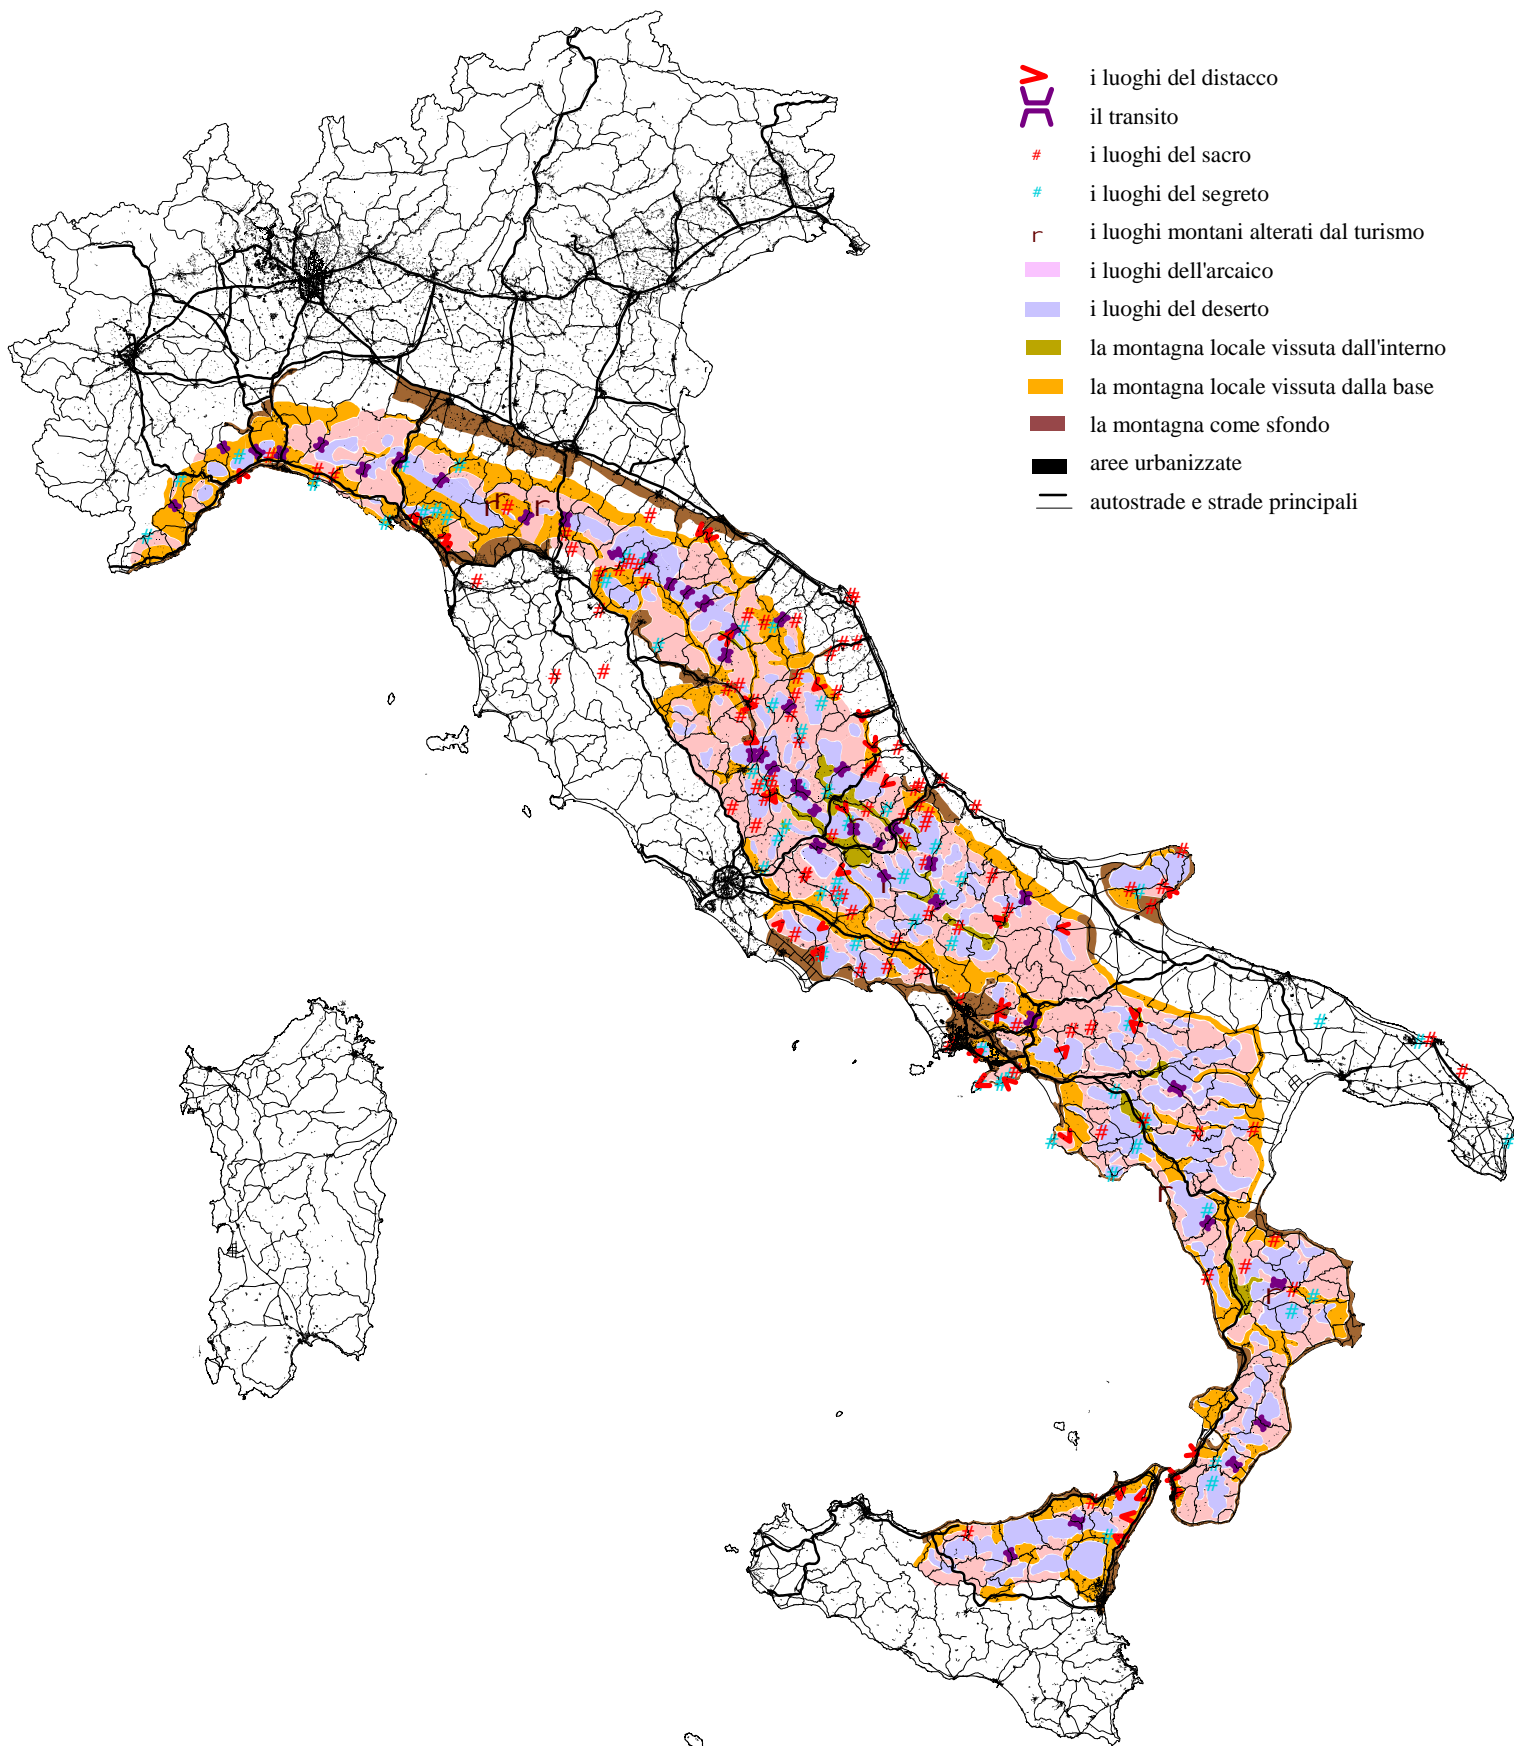 i luoghi del distacco
il transito
# i luoghi del sacro
# i luoghi del segreto
r i luoghi montani alterati dal turismo
i luoghi dell'arcaico
i luoghi del deserto
la montagna locale vissuta dall'interno
la montagna locale vissuta dalla base
la montagna come sfondo
aree urbanizzate
autostrade e strade principali